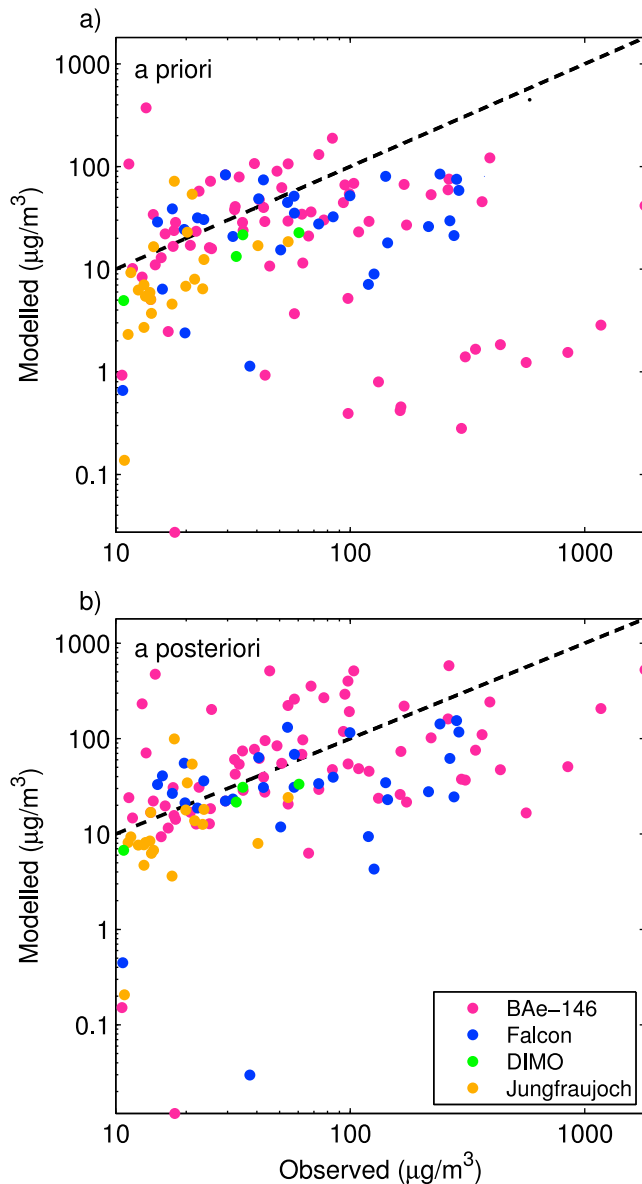 a)
a priori
1000
100
10
1
0.1
Modelled (μg/m³)
10
100
1000
b)
a posteriori
1000
100
10
1
0.1
Modelled (μg/m³)
BAe−146
Falcon
DIMO
Jungfraujoch
10
100
1000
Observed (μg/m³)